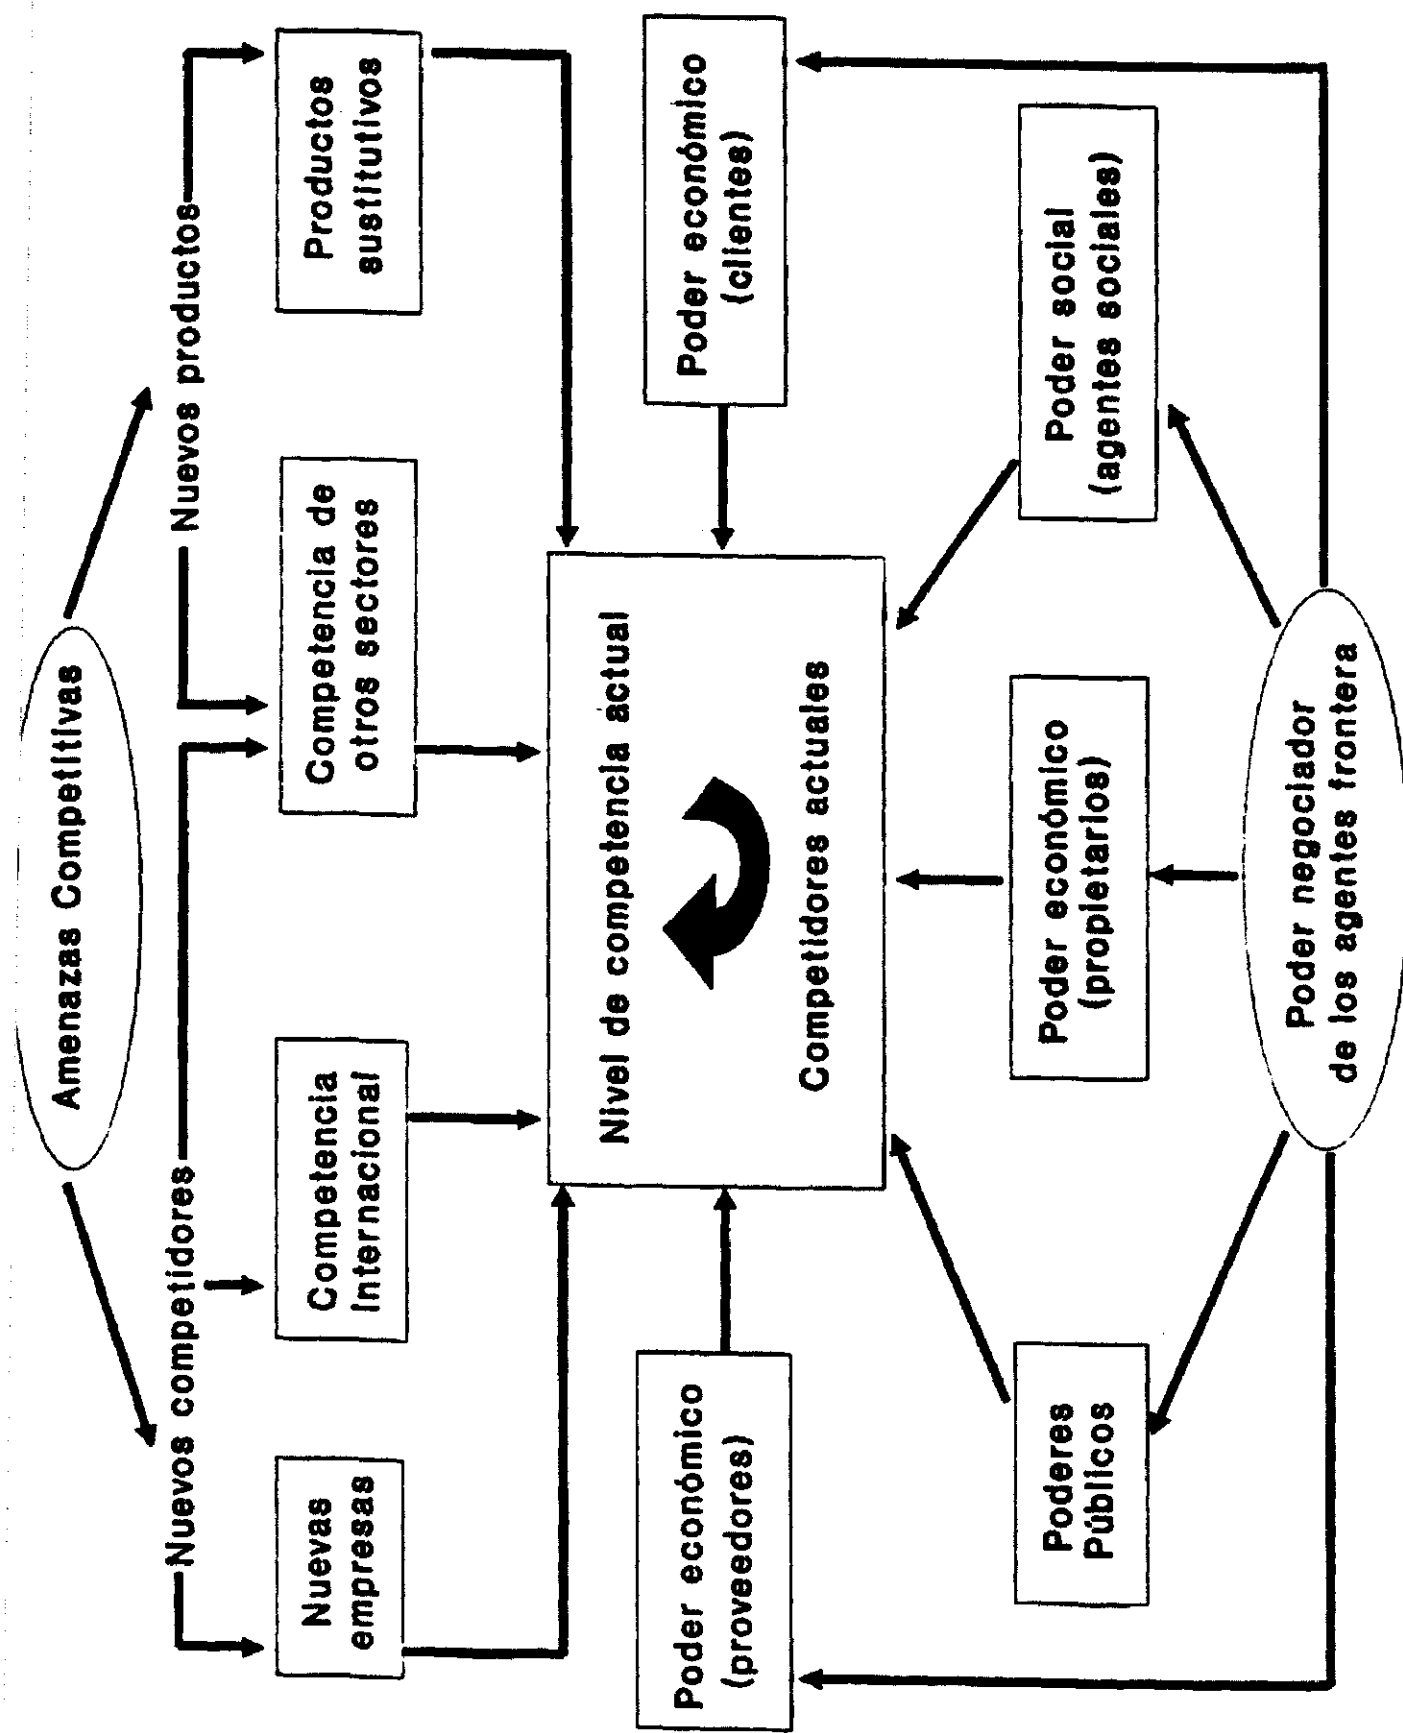 Amenazas Competitivas
Nuevos competidores
Nuevos productos
Nuevas
empresas
Competencia
Internacional
Competencia de
otros sectores
Productos
sustitutivos
Nivel de competencia actual
Competidores actuales
Poder económico
(proveedores)
Poder económico
(clientes)
Poderes
Públicos
Poder económico
(propietarios)
Poder social
(agentes sociales)
Poder negociador
de los agentes frontera